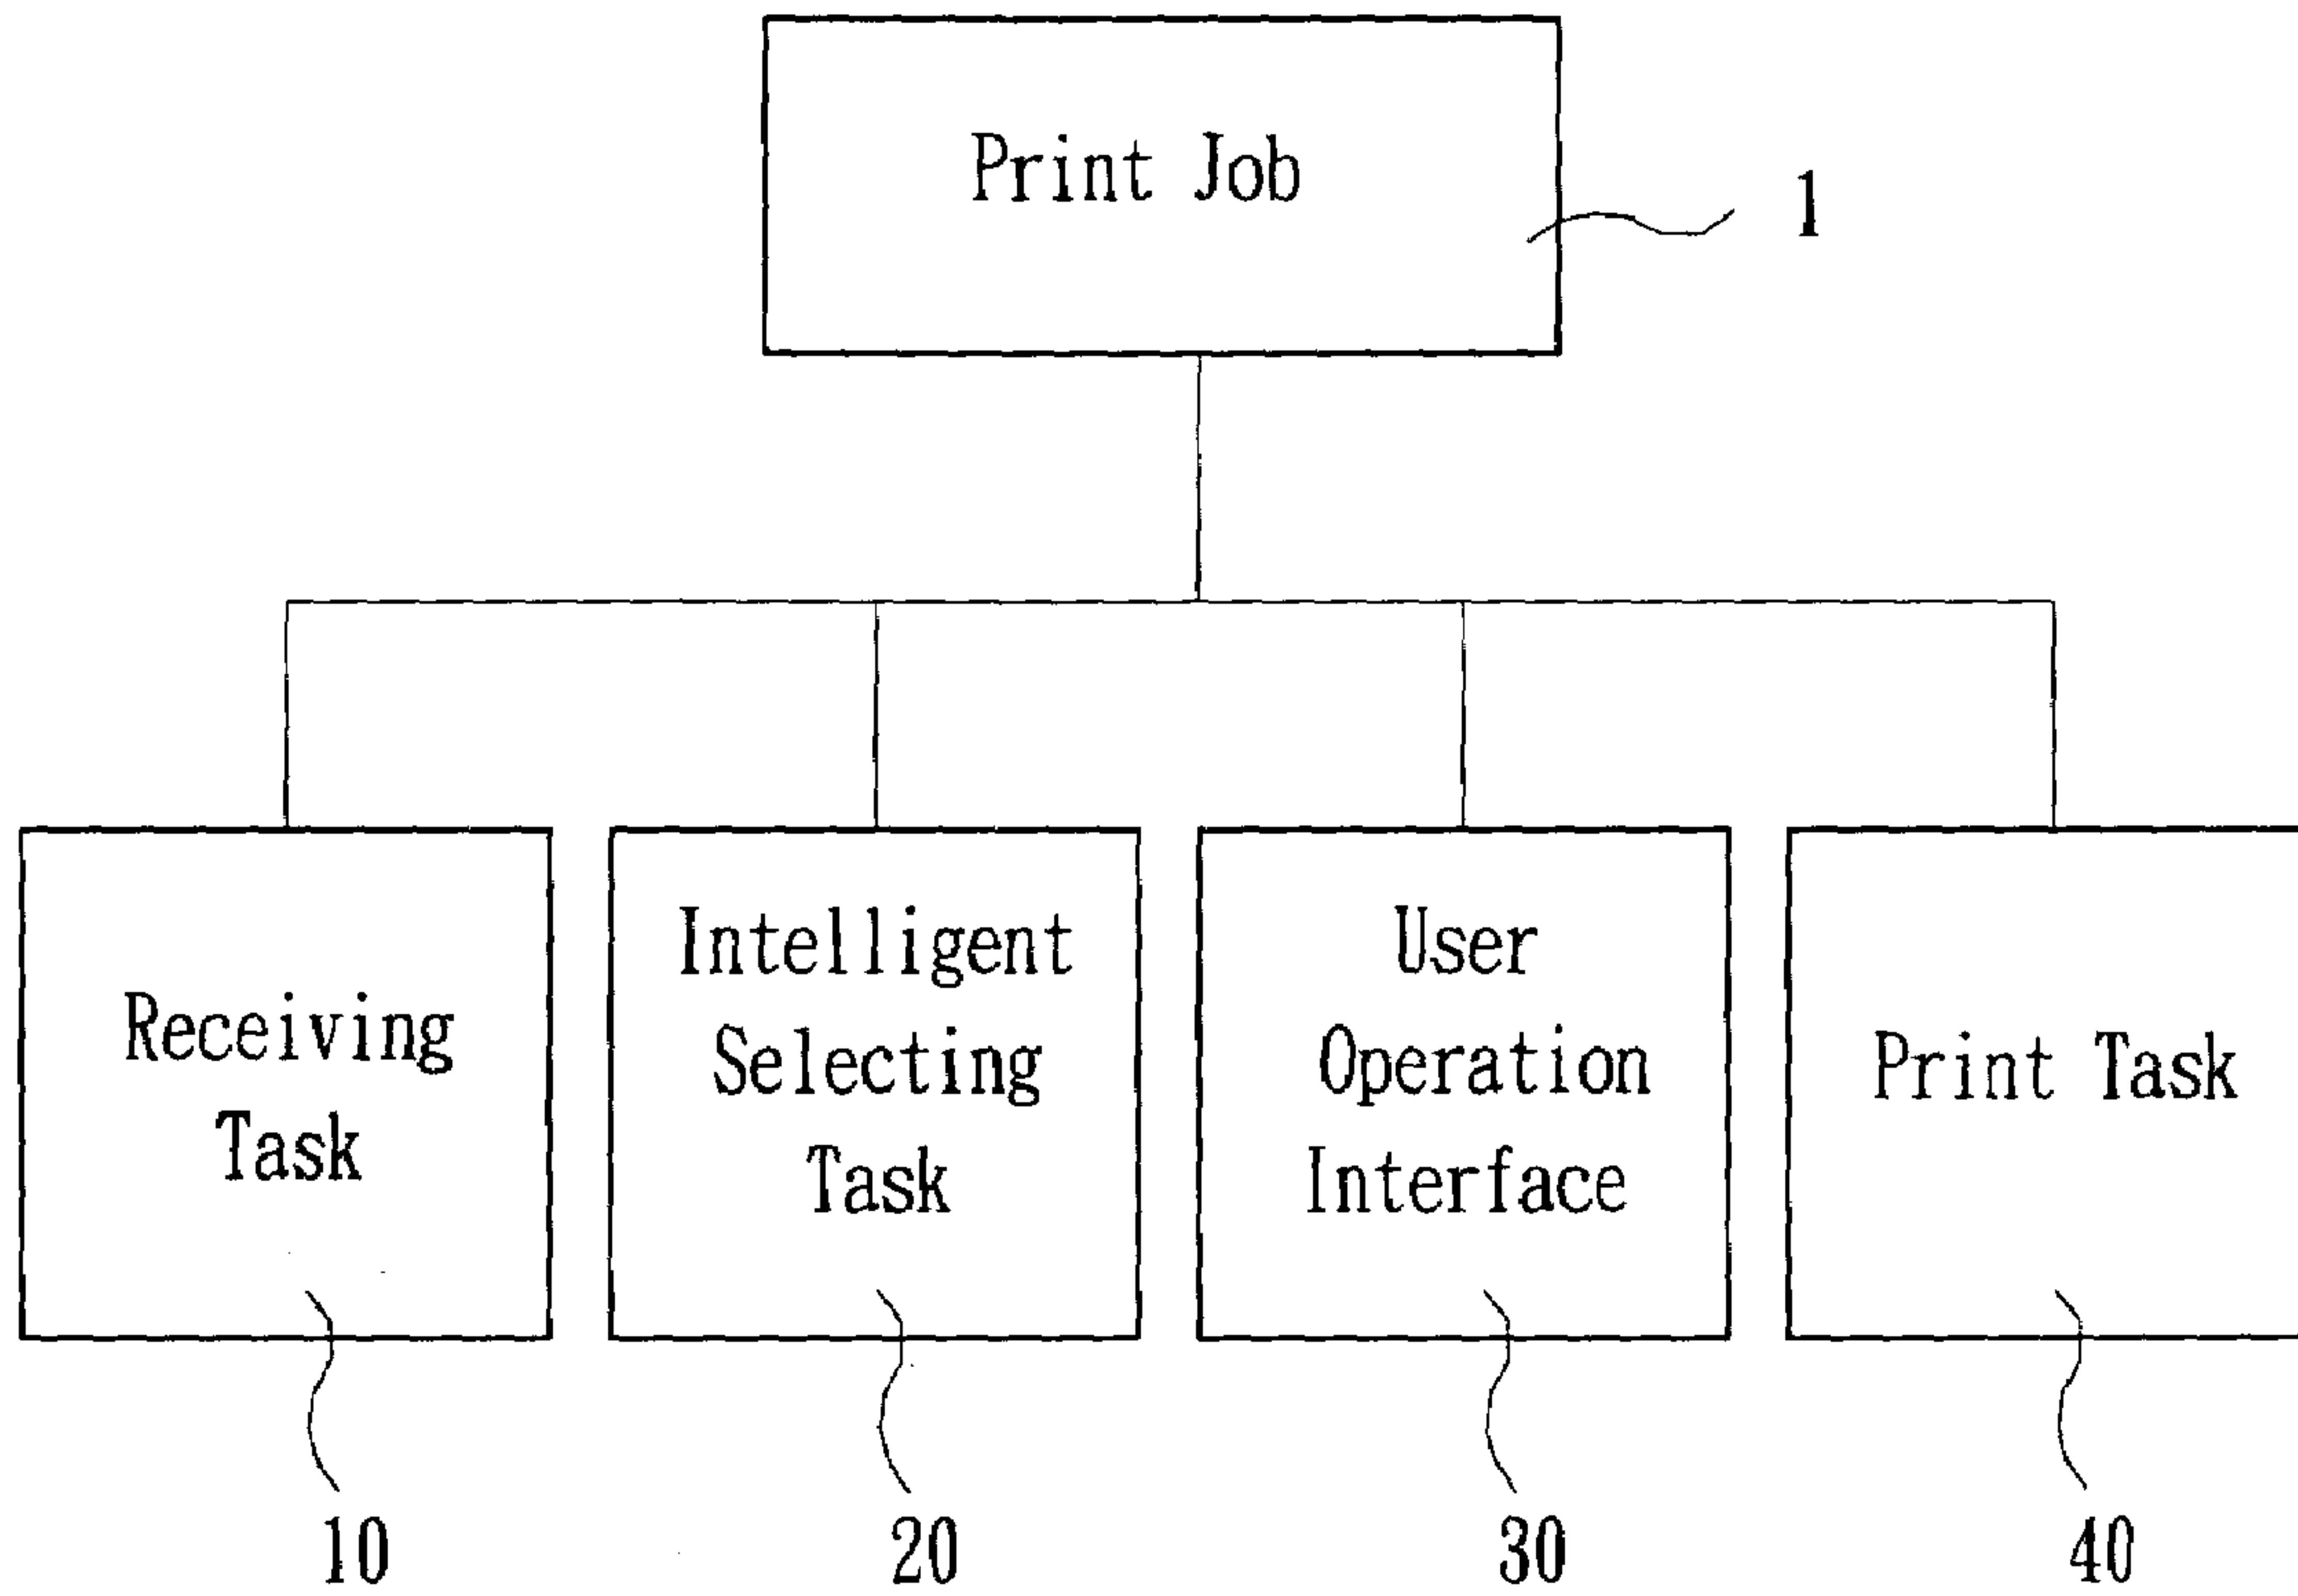 Print Job
1
Receiving
Task
Intelligent
Selecting
Task
User
Operation
Interface
Print Task
10
20
30
40